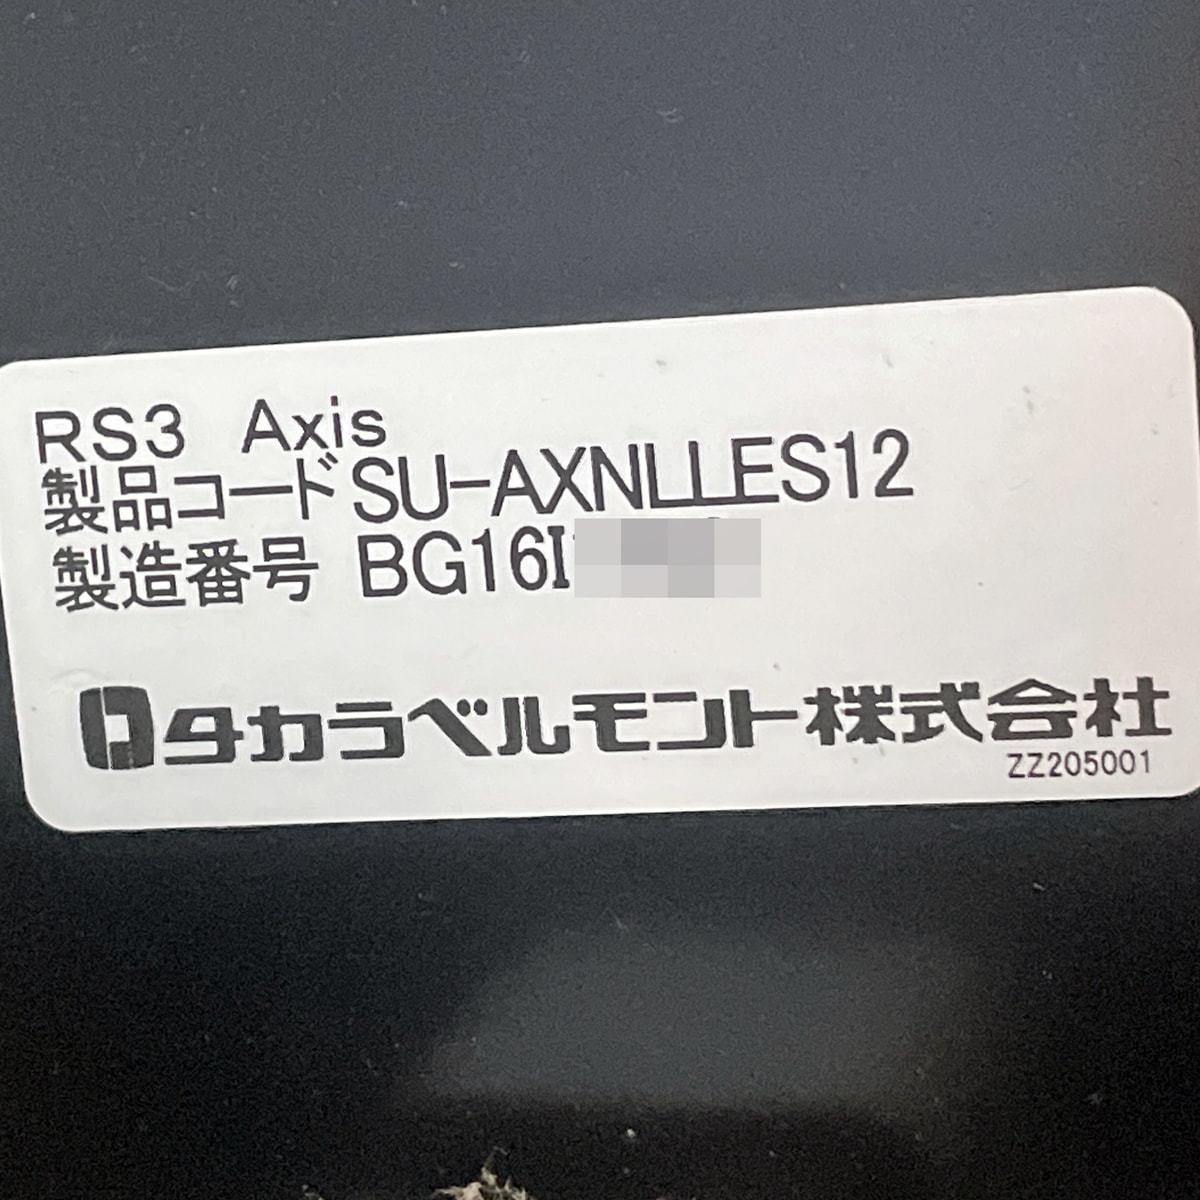 RS3 Axis
製品コードSU-AXNLLES12
製造番号 BG16I
タカラベルモント株式会社
ZZ205001